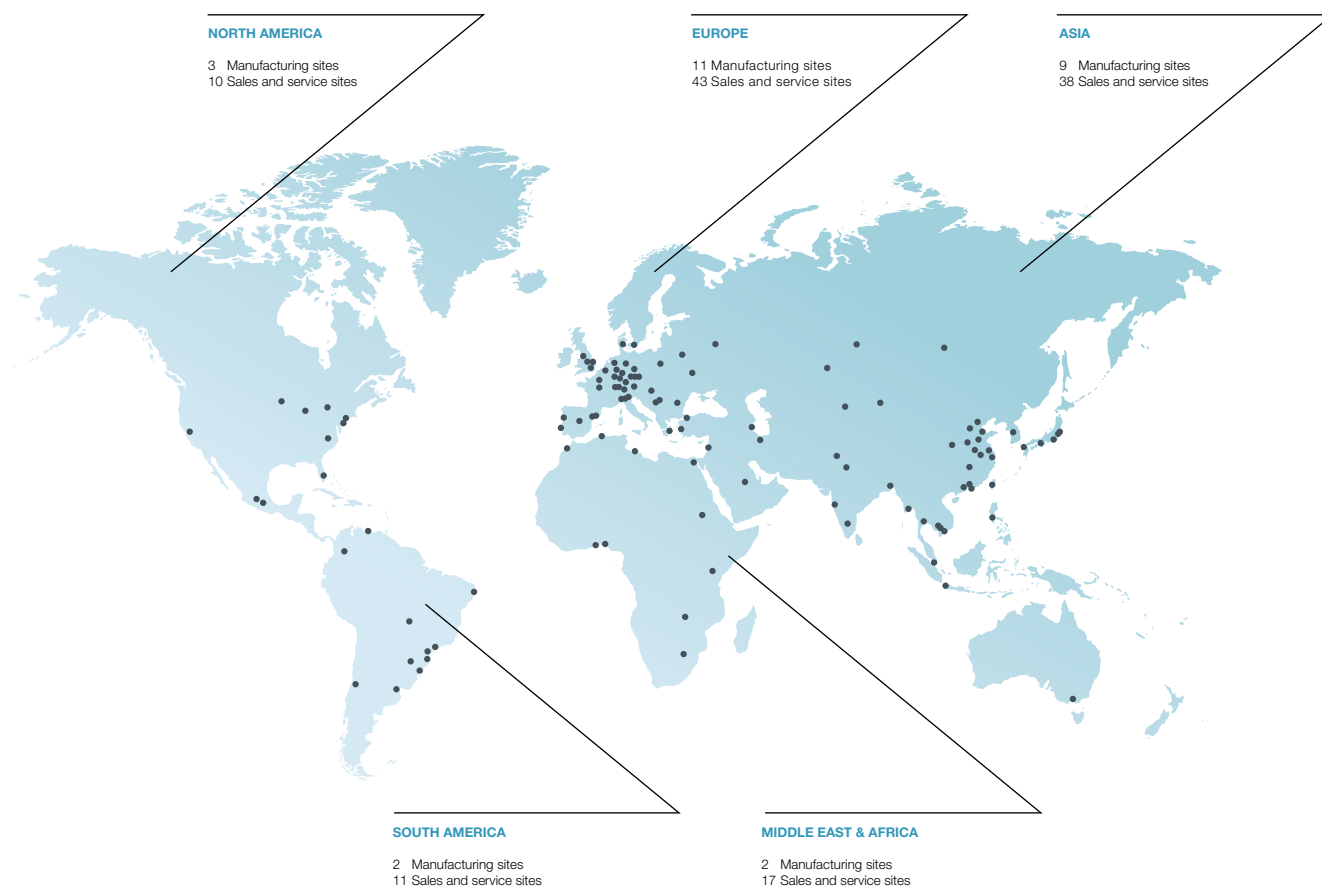 NORTH AMERICA
3 Manufacturing sites
10 Sales and service sites
EUROPE
11 Manufacturing sites
43 Sales and service sites
ASIA
9 Manufacturing sites
38 Sales and service sites
SOUTH AMERICA
2 Manufacturing sites
11 Sales and service sites
MIDDLE EAST & AFRICA
2 Manufacturing sites
17 Sales and service sites